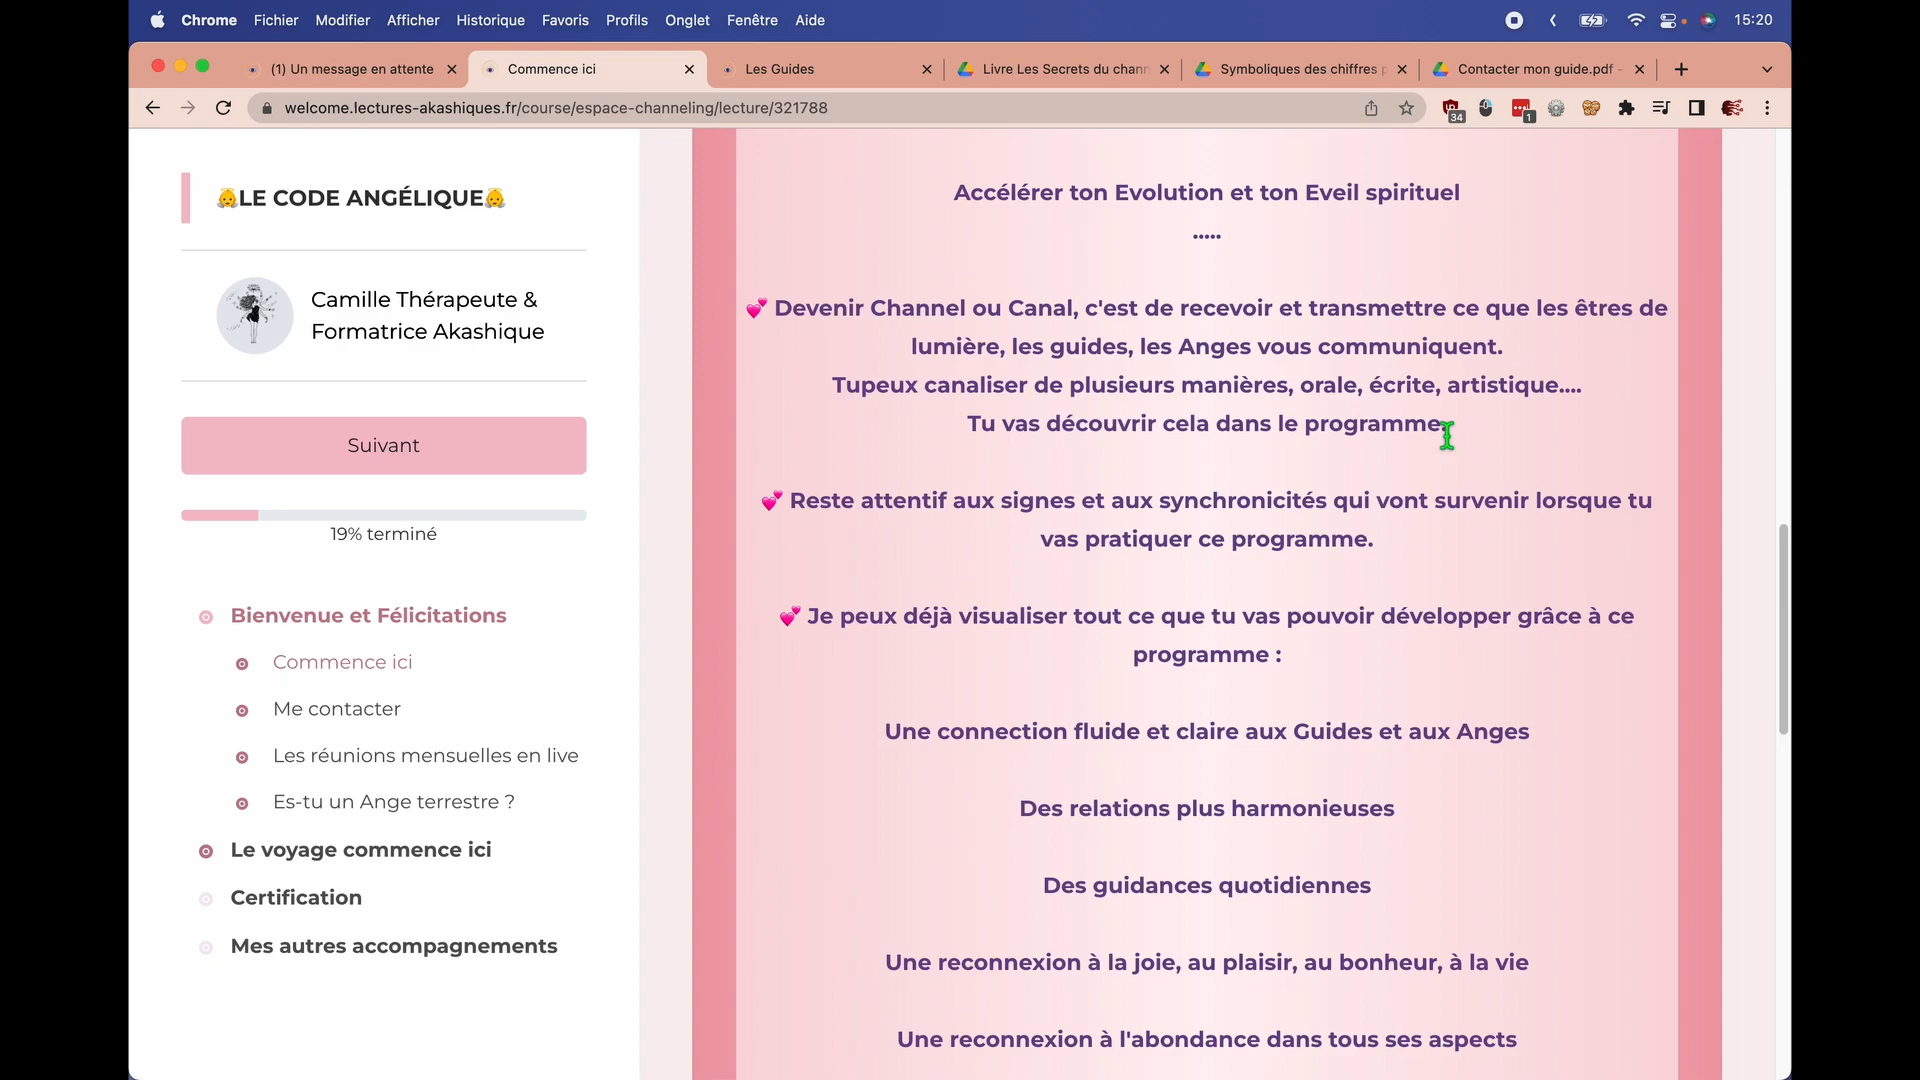 Chrome Fichier Modifier Afficher Historique Favoris Profils Onglet Fenêtre Aide 15:20
(1) Un message en attente Commence ici Les Guides Livre Les Secrets du chann Symboliques des chiffres p Contacter mon guide.pdf -
welcome.lectures-akashiques.fr/course/espace-channeling/lecture/321788 34 1
👼LE CODE ANGÉLIQUE👼
Camille Thérapeute &
Formatrice Akashique
Suivant
19% terminé
Bienvenue et Félicitations
Commence ici
Me contacter
Les réunions mensuelles en live
Es-tu un Ange terrestre ?
Le voyage commence ici
Certification
Mes autres accompagnements
Accélérer ton Evolution et ton Eveil spirituel
.....
💕 Devenir Channel ou Canal, c'est de recevoir et transmettre ce que les êtres de
lumière, les guides, les Anges vous communiquent.
Tupeux canaliser de plusieurs manières, orale, écrite, artistique....
Tu vas découvrir cela dans le programme.
💕 Reste attentif aux signes et aux synchronicités qui vont survenir lorsque tu
vas pratiquer ce programme.
💕 Je peux déjà visualiser tout ce que tu vas pouvoir développer grâce à ce
programme :
Une connection fluide et claire aux Guides et aux Anges
Des relations plus harmonieuses
Des guidances quotidiennes
Une reconnexion à la joie, au plaisir, au bonheur, à la vie
Une reconnexion à l'abondance dans tous ses aspects